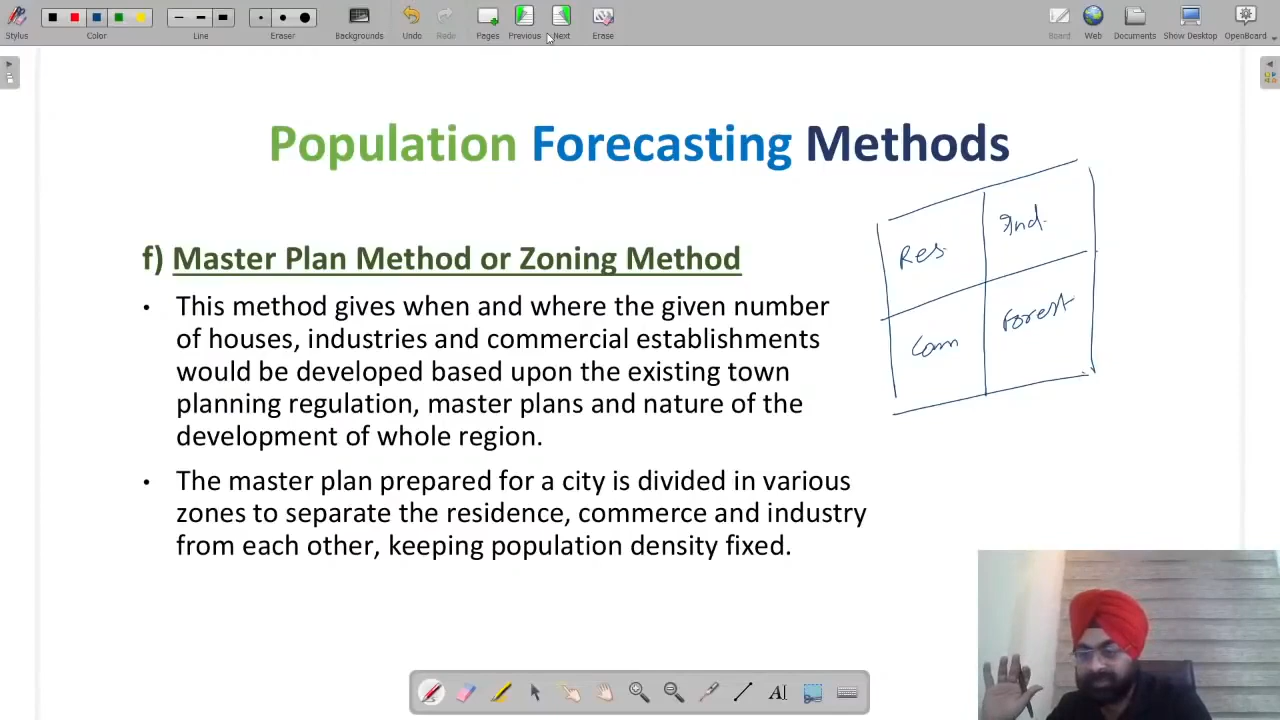 Stylus Color Line Eraser Backgrounds Undo Redo Pages Previous Next Erase Board Web Documents Show Desktop OpenBoard
Population Forecasting Methods
f) Master Plan Method or Zoning Method
• This method gives when and where the given number
of houses, industries and commercial establishments
would be developed based upon the existing town
planning regulation, master plans and nature of the
development of whole region.
• The master plan prepared for a city is divided in various
zones to separate the residence, commerce and industry
from each other, keeping population density fixed.
Res Ind.
Com Forest